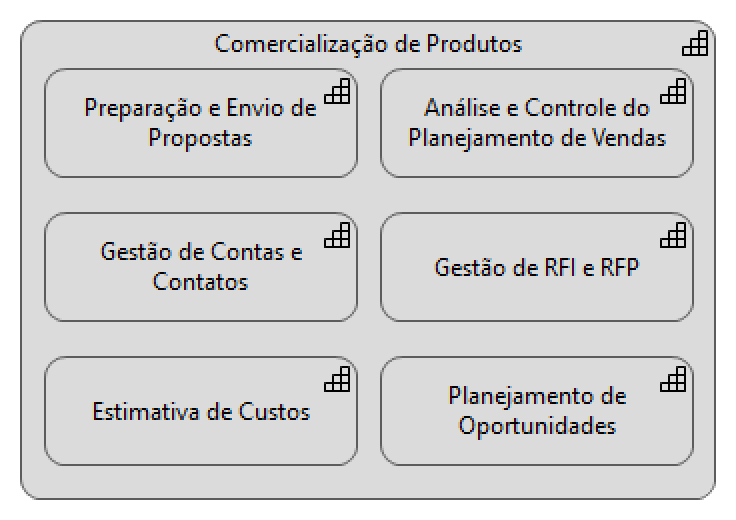 Comercialização de Produtos
Preparação e Envio de
Propostas
Análise e Controle do
Planejamento de Vendas
Gestão de Contas e
Contatos
Gestão de RFI e RFP
Estimativa de Custos
Planejamento de
Oportunidades